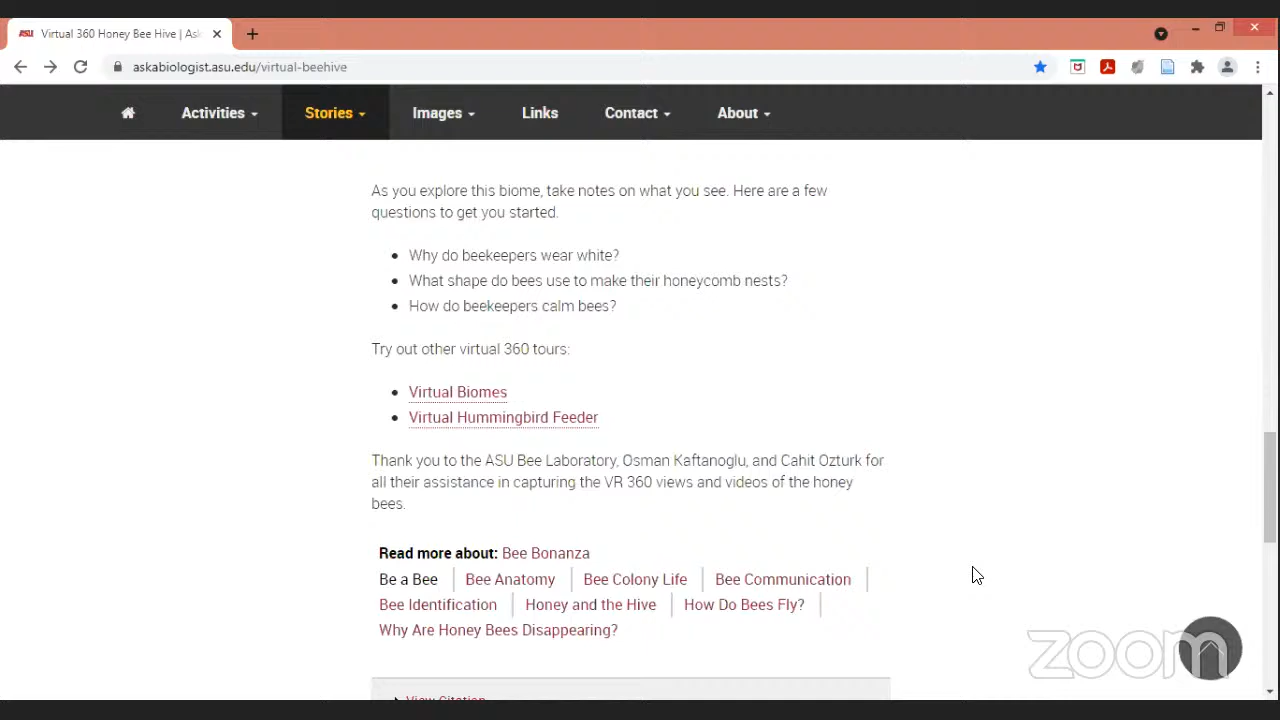 ASU Virtual 360 Honey Bee Hive | Ask
askabiologist.asu.edu/virtual-beehive
Activities Stories Images Links Contact About
As you explore this biome, take notes on what you see. Here are a few
questions to get you started.
Why do beekeepers wear white?
What shape do bees use to make their honeycomb nests?
How do beekeepers calm bees?
Try out other virtual 360 tours:
Virtual Biomes
Virtual Hummingbird Feeder
Thank you to the ASU Bee Laboratory, Osman Kaftanoglu, and Cahit Ozturk for
all their assistance in capturing the VR 360 views and videos of the honey
bees.
Read more about: Bee Bonanza
Be a Bee Bee Anatomy Bee Colony Life Bee Communication
Bee Identification Honey and the Hive How Do Bees Fly?
Why Are Honey Bees Disappearing?
zoom
View Citation